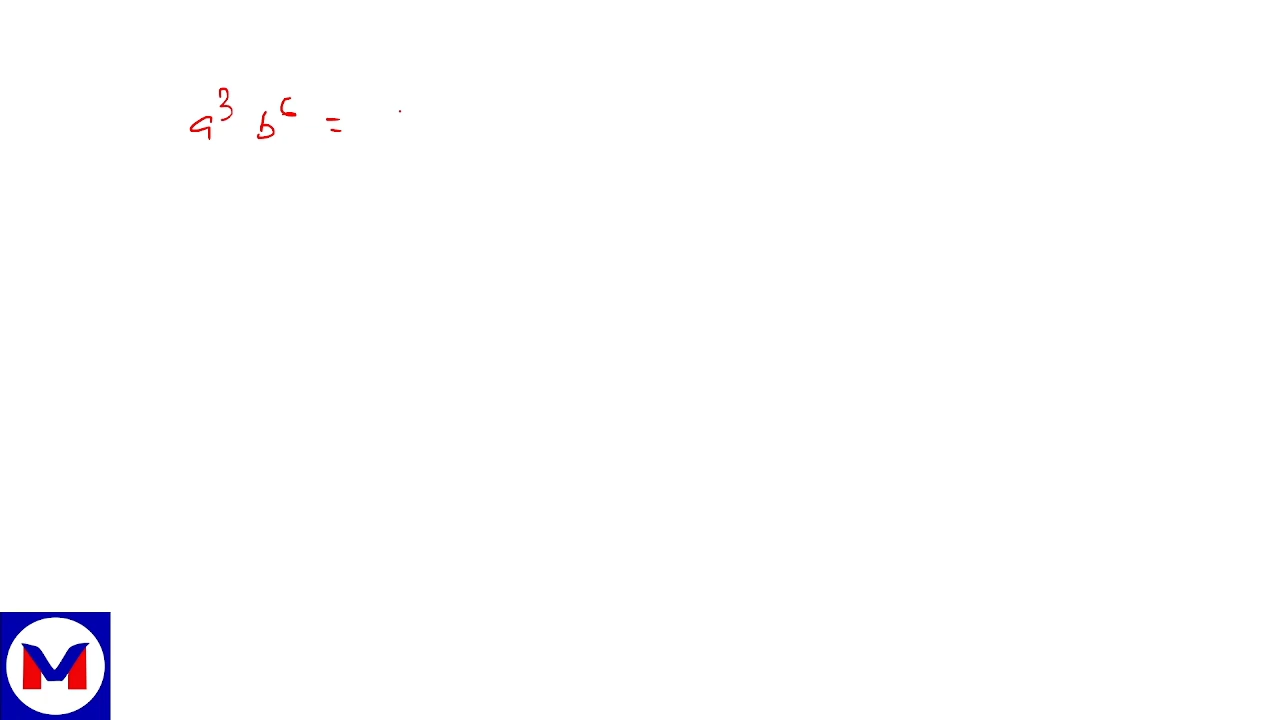 a³ b⁶ =
M